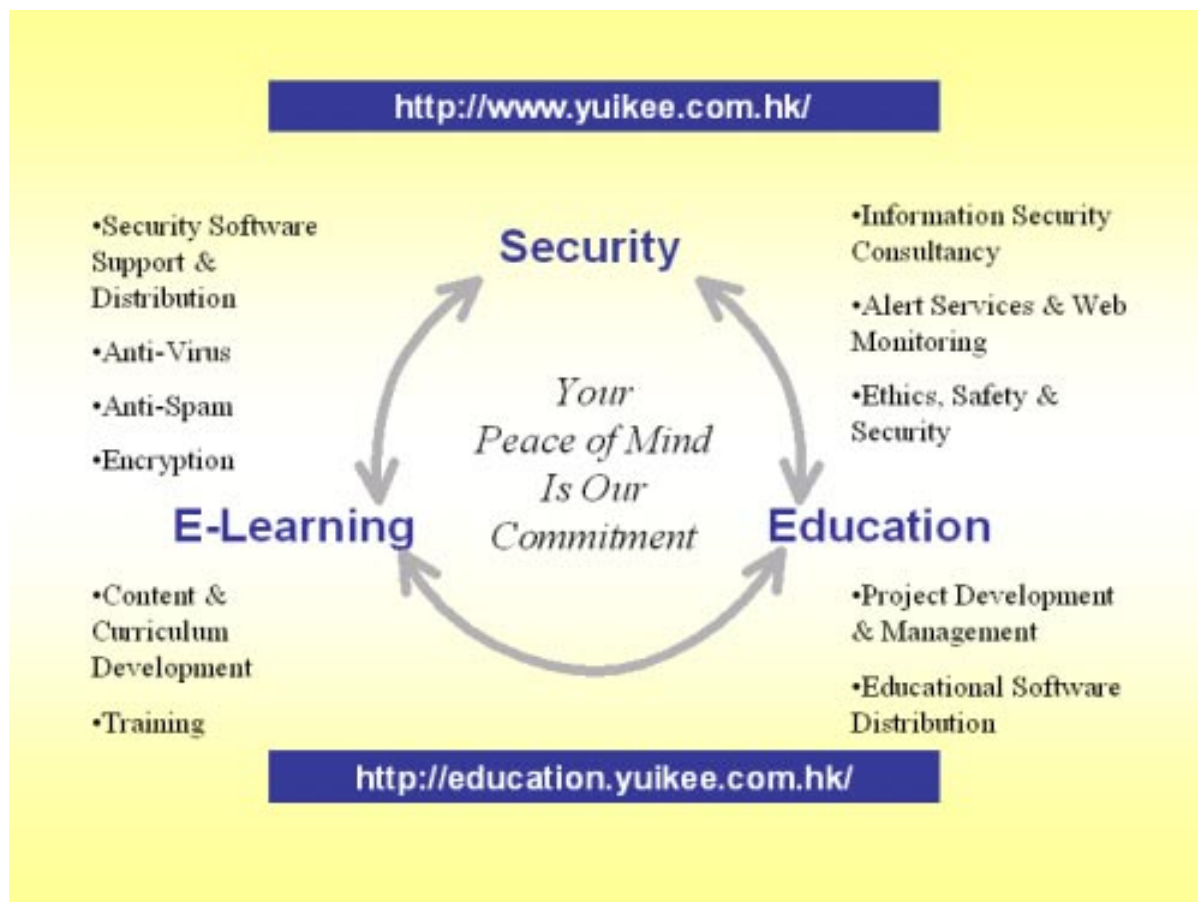 http://www.yuikee.com.hk/
•Security Software
Support &
Distribution
•Anti-Virus
•Anti-Spam
•Encryption
Security
•Information Security
Consultancy
•Alert Services & Web
Monitoring
•Ethics, Safety &
Security
Your
Peace of Mind
Is Our
Commitment
E-Learning
Education
•Content &
Curriculum
Development
•Training
•Project Development
& Management
•Educational Software
Distribution
http://education.yuikee.com.hk/